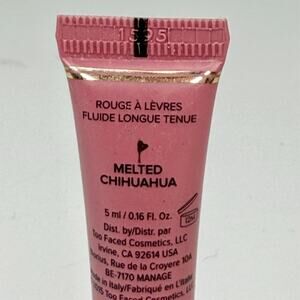 1595
ROUGE À LÈVRES
FLUIDE LONGUE TENUE
MELTED
CHIHUAHUA
5 ml / 0.16 Fl. Oz.
12M
Dist. by/Distr. par
Too Faced Cosmetics, LLC
Irvine, CA 92614 USA
Rue de la Croyere 10A
BE-7170 MANAGE
Made in Italy/Fabriqué en L'Italie
Too Faced Cosmetics, LLC